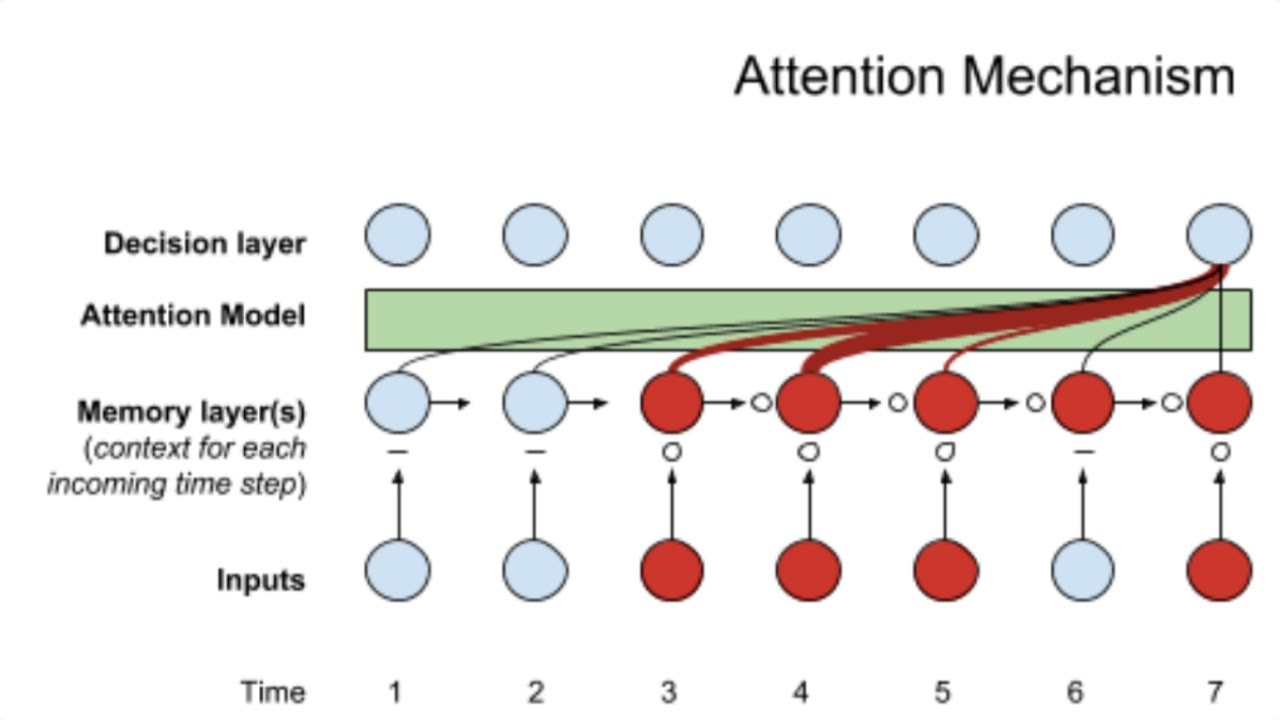 Attention Mechanism
Decision layer
Attention Model
Memory layer(s)
(context for each
incoming time step)
Inputs
Time 1 2 3 4 5 6 7